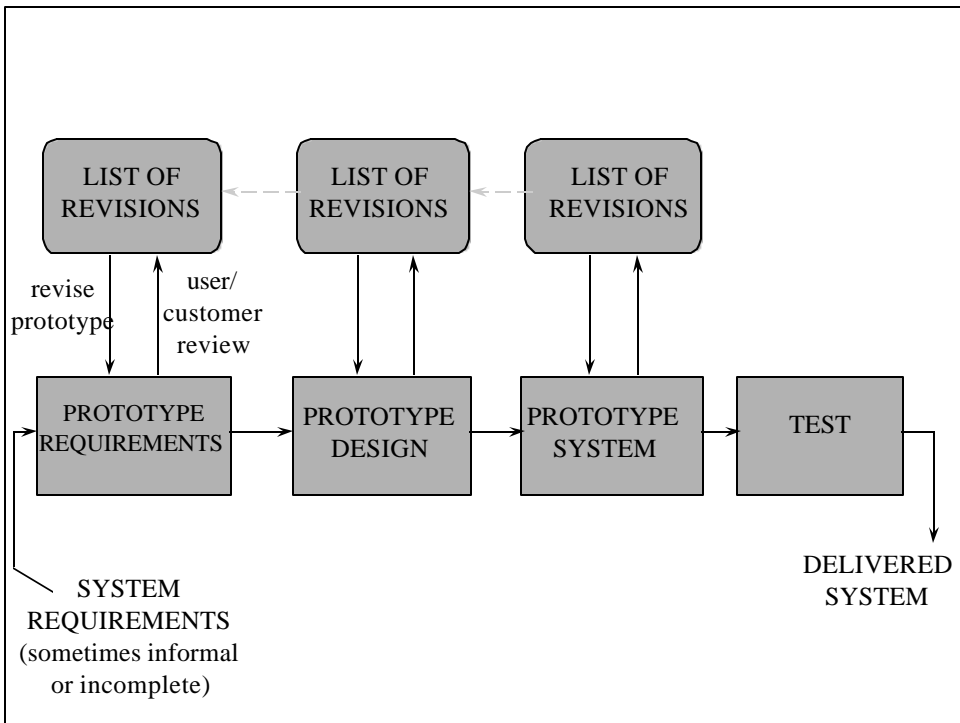 LIST OF
REVISIONS
LIST OF
REVISIONS
LIST OF
REVISIONS
revise
prototype
user/
customer
review
PROTOTYPE
REQUIREMENTS
PROTOTYPE
DESIGN
PROTOTYPE
SYSTEM
TEST
SYSTEM
REQUIREMENTS
(sometimes informal
or incomplete)
DELIVERED
SYSTEM